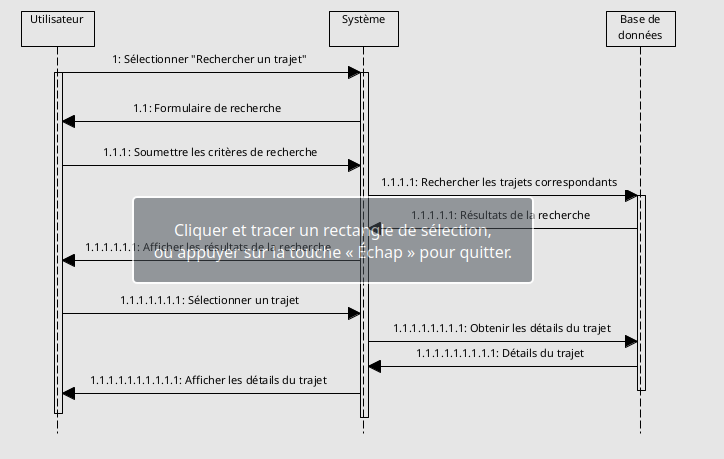 Utilisateur
Système
Base de
données
1: Sélectionner "Rechercher un trajet"
1.1: Formulaire de recherche
1.1.1: Soumettre les critères de recherche
1.1.1.1: Rechercher les trajets correspondants
1.1.1.1.1: Résultats de la recherche
Cliquer et tracer un rectangle de sélection,
1.1.1.1.1.1: Afficher les résultats de la recherche
ou appuyer sur la touche « Échap » pour quitter.
1.1.1.1.1.1.1: Sélectionner un trajet
1.1.1.1.1.1.1.1: Obtenir les détails du trajet
1.1.1.1.1.1.1.1.1: Détails du trajet
1.1.1.1.1.1.1.1.1.1: Afficher les détails du trajet